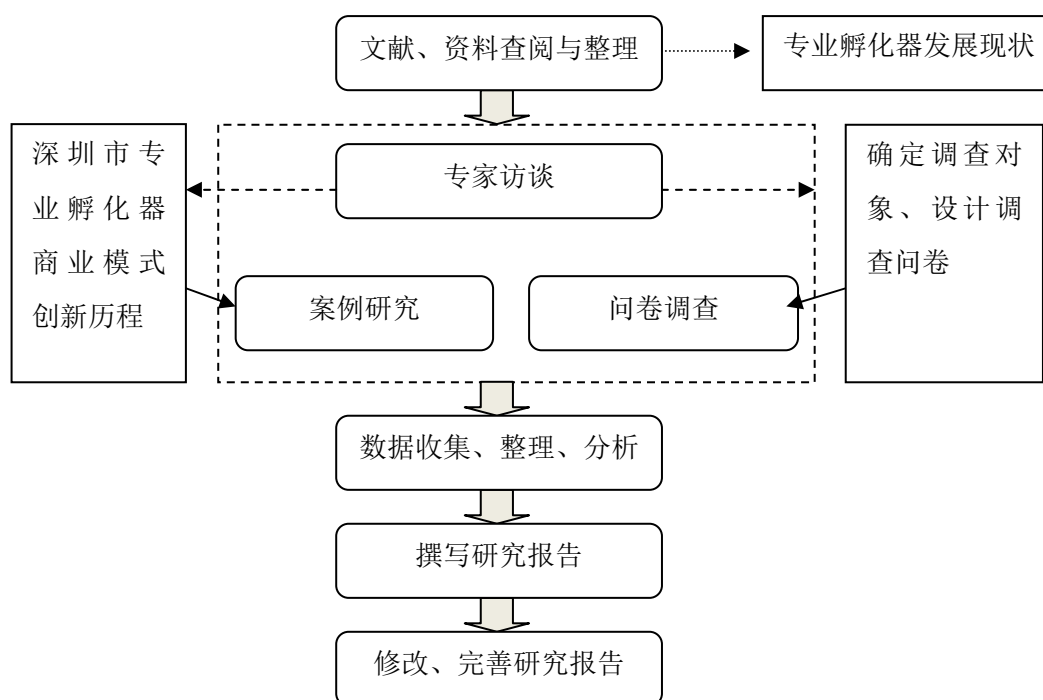 文献、资料查阅与整理
专业孵化器发展现状
深圳市专
业孵化器
商业模式
创新历程
专家访谈
确定调查对
象、设计调
查问卷
案例研究
问卷调查
数据收集、整理、分析
撰写研究报告
修改、完善研究报告